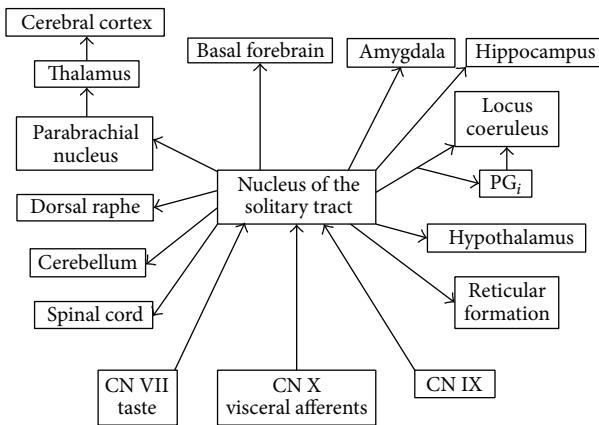 Cerebral cortex
Basal forebrain
Amygdala
Hippocampus
Thalamus
Locus
coeruleus
Parabrachial
nucleus
Nucleus of the
solitary tract
PGi
Dorsal raphe
Hypothalamus
Cerebellum
Reticular
formation
Spinal cord
CN VII
taste
CN X
visceral afferents
CN IX